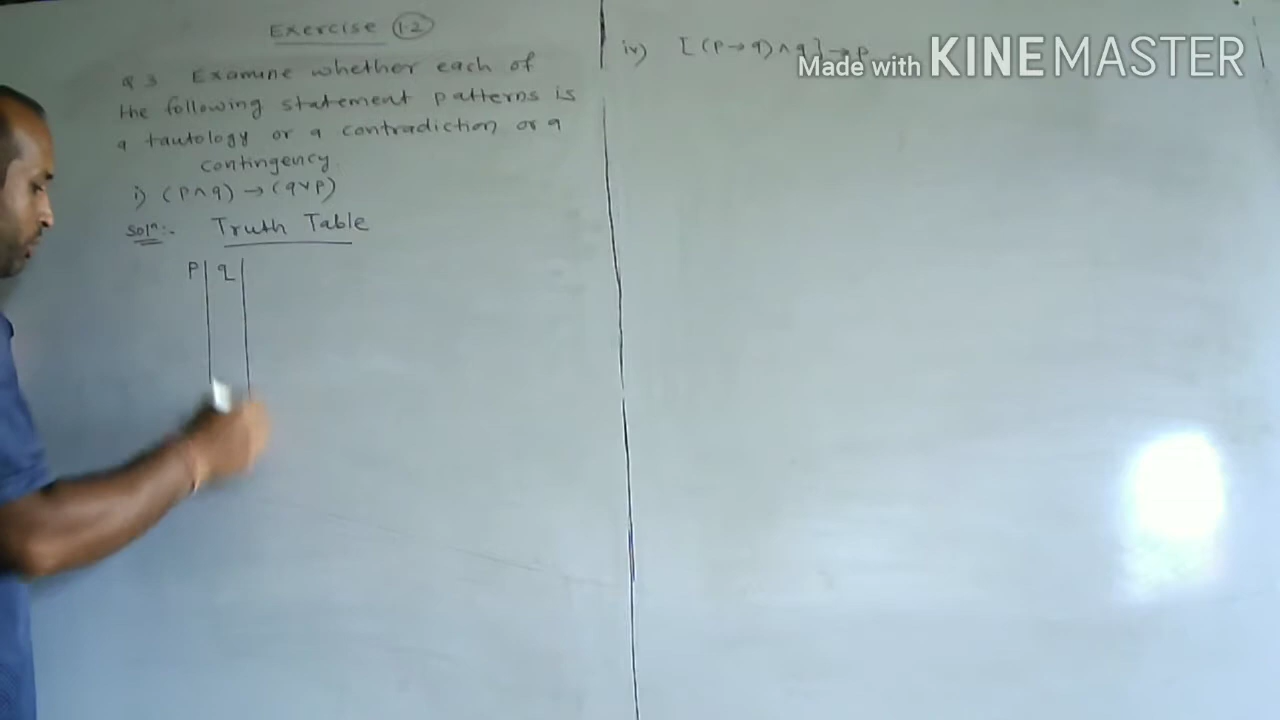 Exercise 1.2
Q 3 Examine whether each of
the following statement patterns is
a tautology or a contradiction or a
contingency.
i) (p∧q) → (q∨p)
Solⁿ:- Truth Table
P | q |
iv) [(p→q)∧q]→p
Made with KINEMASTER